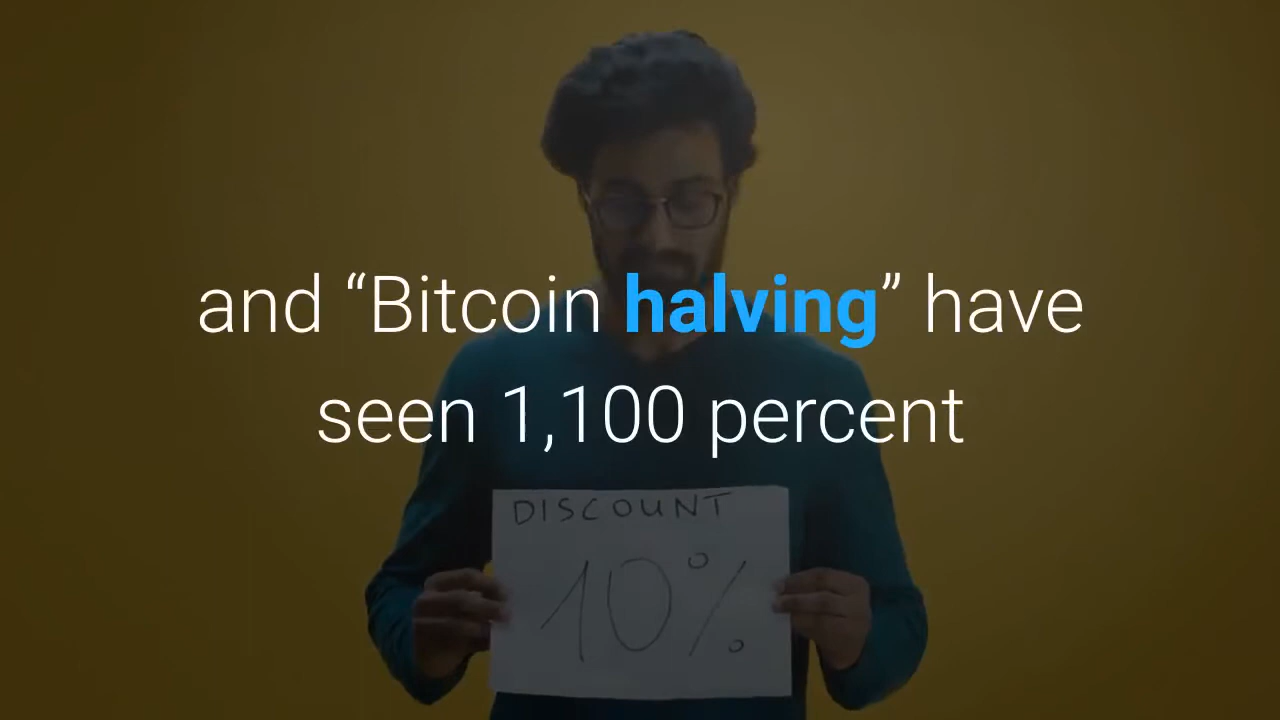 and “Bitcoin halving” have
seen 1,100 percent
DISCOUNT
10%